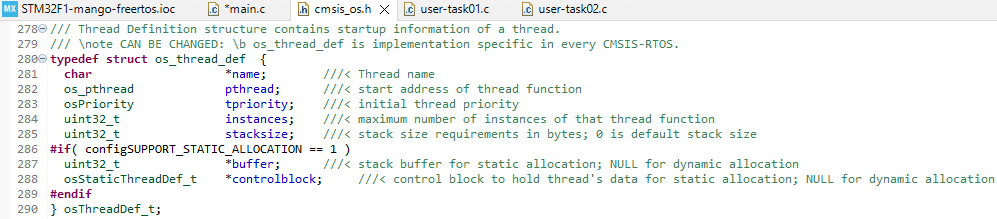 STM32F1-mango-freertos.ioc *main.c cmsis_os.h user-task01.c user-task02.c
278 /// Thread Definition structure contains startup information of a thread.
279 /// \note CAN BE CHANGED: \b os_thread_def is implementation specific in every CMSIS-RTOS.
280 typedef struct os_thread_def  {
281   char                   *name;        ///< Thread name
282   os_pthread             pthread;      ///< start address of thread function
283   osPriority             tpriority;    ///< initial thread priority
284   uint32_t               instances;    ///< maximum number of instances of that thread function
285   uint32_t               stacksize;    ///< stack size requirements in bytes; 0 is default stack size
286 #if( configSUPPORT_STATIC_ALLOCATION == 1 )
287   uint32_t               *buffer;      ///< stack buffer for static allocation; NULL for dynamic allocation
288   osStaticThreadDef_t    *controlblock;     ///< control block to hold thread's data for static allocation; NULL for dynamic allocation
289 #endif
290 } osThreadDef_t;